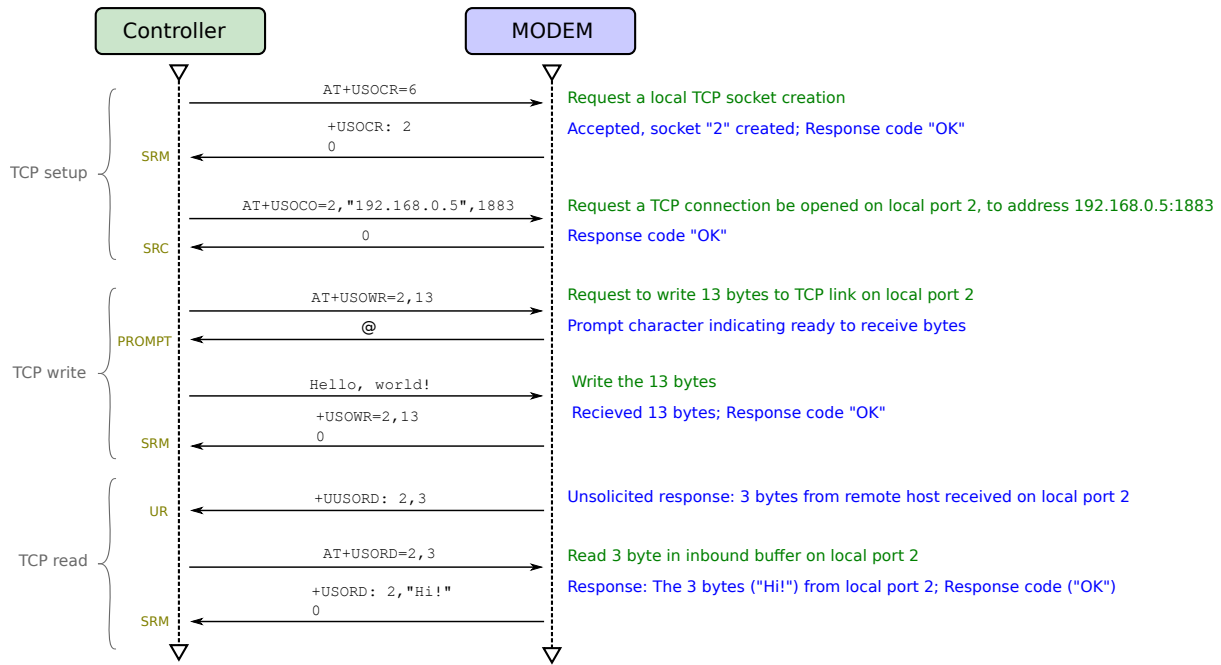 Controller
MODEM
AT+USOCR=6
Request a local TCP socket creation
+USOCR: 2
0
Accepted, socket "2" created; Response code "OK"
SRM
TCP setup
AT+USOCO=2,"192.168.0.5",1883
Request a TCP connection be opened on local port 2, to address 192.168.0.5:1883
0
Response code "OK"
SRC
AT+USOWR=2,13
Request to write 13 bytes to TCP link on local port 2
@
Prompt character indicating ready to receive bytes
PROMPT
TCP write
Hello, world!
Write the 13 bytes
+USOWR=2,13
0
Recieved 13 bytes; Response code "OK"
SRM
+UUSORD: 2,3
Unsolicited response: 3 bytes from remote host received on local port 2
UR
TCP read
AT+USORD=2,3
Read 3 byte in inbound buffer on local port 2
+USORD: 2,"Hi!"
0
Response: The 3 bytes ("Hi!") from local port 2; Response code ("OK")
SRM